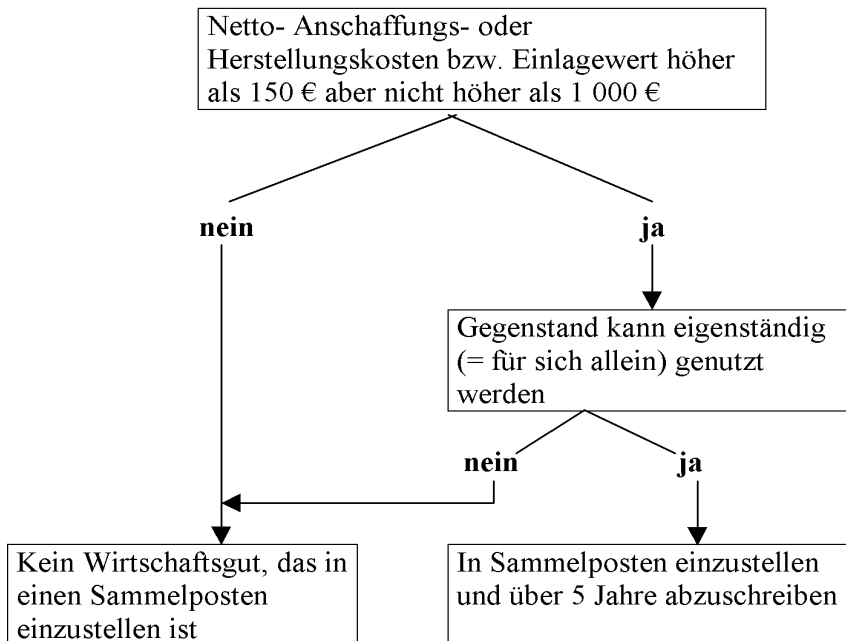 Netto- Anschaffungs- oder
Herstellungskosten bzw. Einlagewert höher
als 150 € aber nicht höher als 1 000 €
nein
ja
Gegenstand kann eigenständig
(= für sich allein) genutzt
werden
nein
ja
Kein Wirtschaftsgut, das in
einen Sammelposten
einzustellen ist
In Sammelposten einzustellen
und über 5 Jahre abzuschreiben